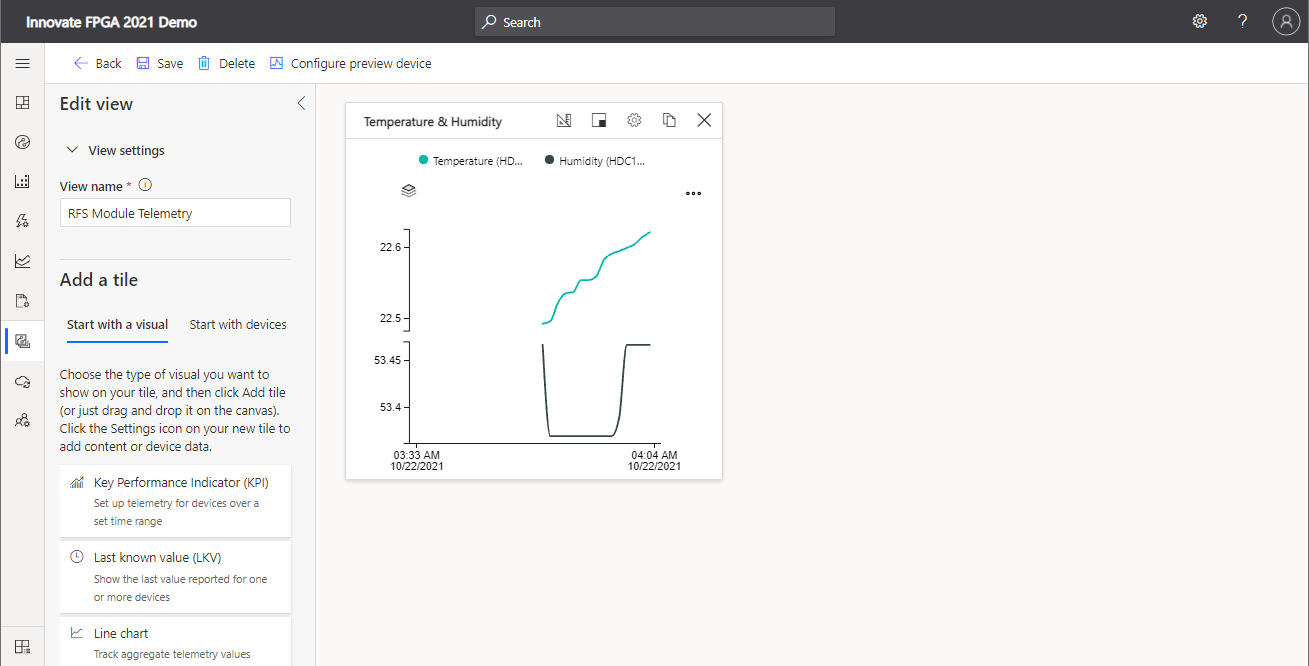 Innovate FPGA 2021 Demo
Search
?
Back
Save
Delete
Configure preview device
Edit view
View settings
View name *
RFS Module Telemetry
Add a tile
Start with a visual
Start with devices
Choose the type of visual you want to
show on your tile, and then click Add tile
(or just drag and drop it on the canvas).
Click the Settings icon on your new tile to
add content or device data.
Key Performance Indicator (KPI)
Set up telemetry for devices over a
set time range
Last known value (LKV)
Show the last value reported for one
or more devices
Line chart
Track aggregate telemetry values
Temperature & Humidity
Temperature (HD...
Humidity (HDC1...
22.6
22.5
53.45
53.4
03:33 AM
10/22/2021
04:04 AM
10/22/2021